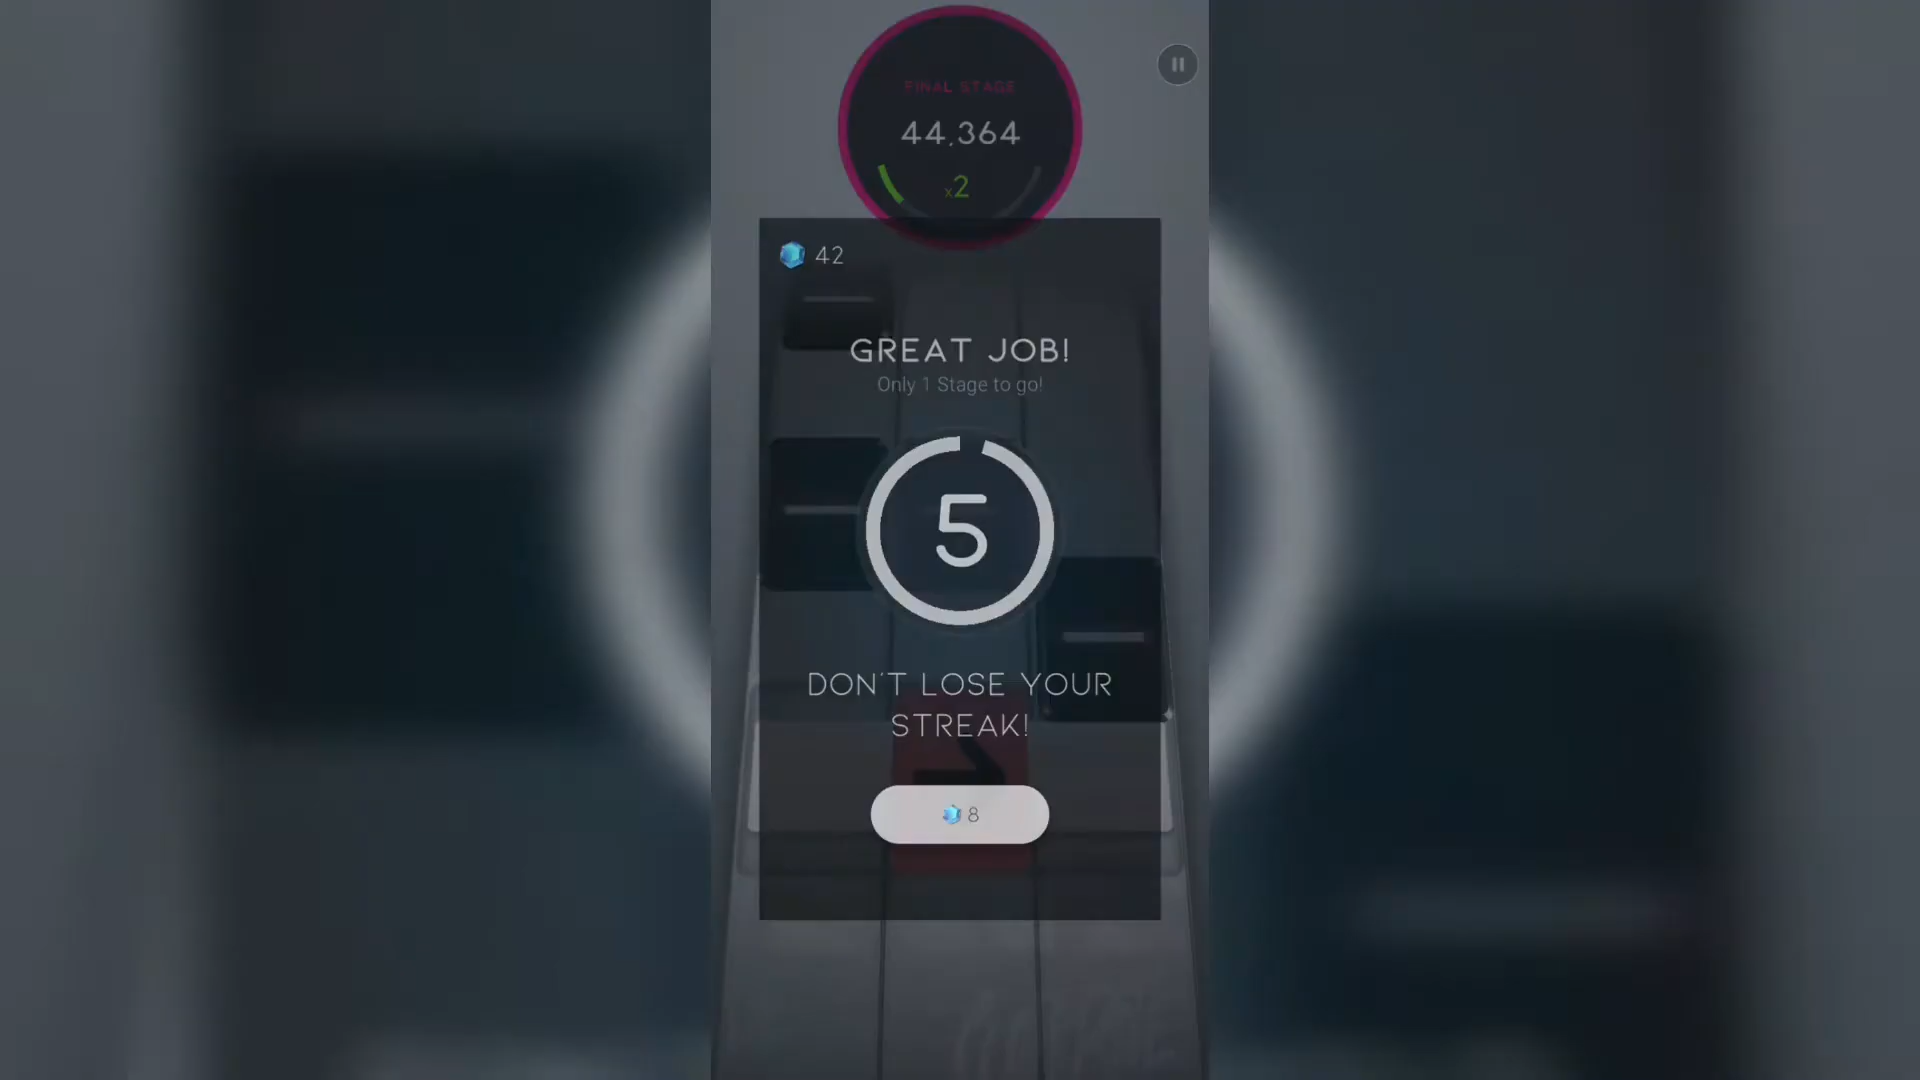 FINAL STAGE
44,364
x2
42
GREAT JOB!
Only 1 Stage to go!
5
DON'T LOSE YOUR
STREAK!
8